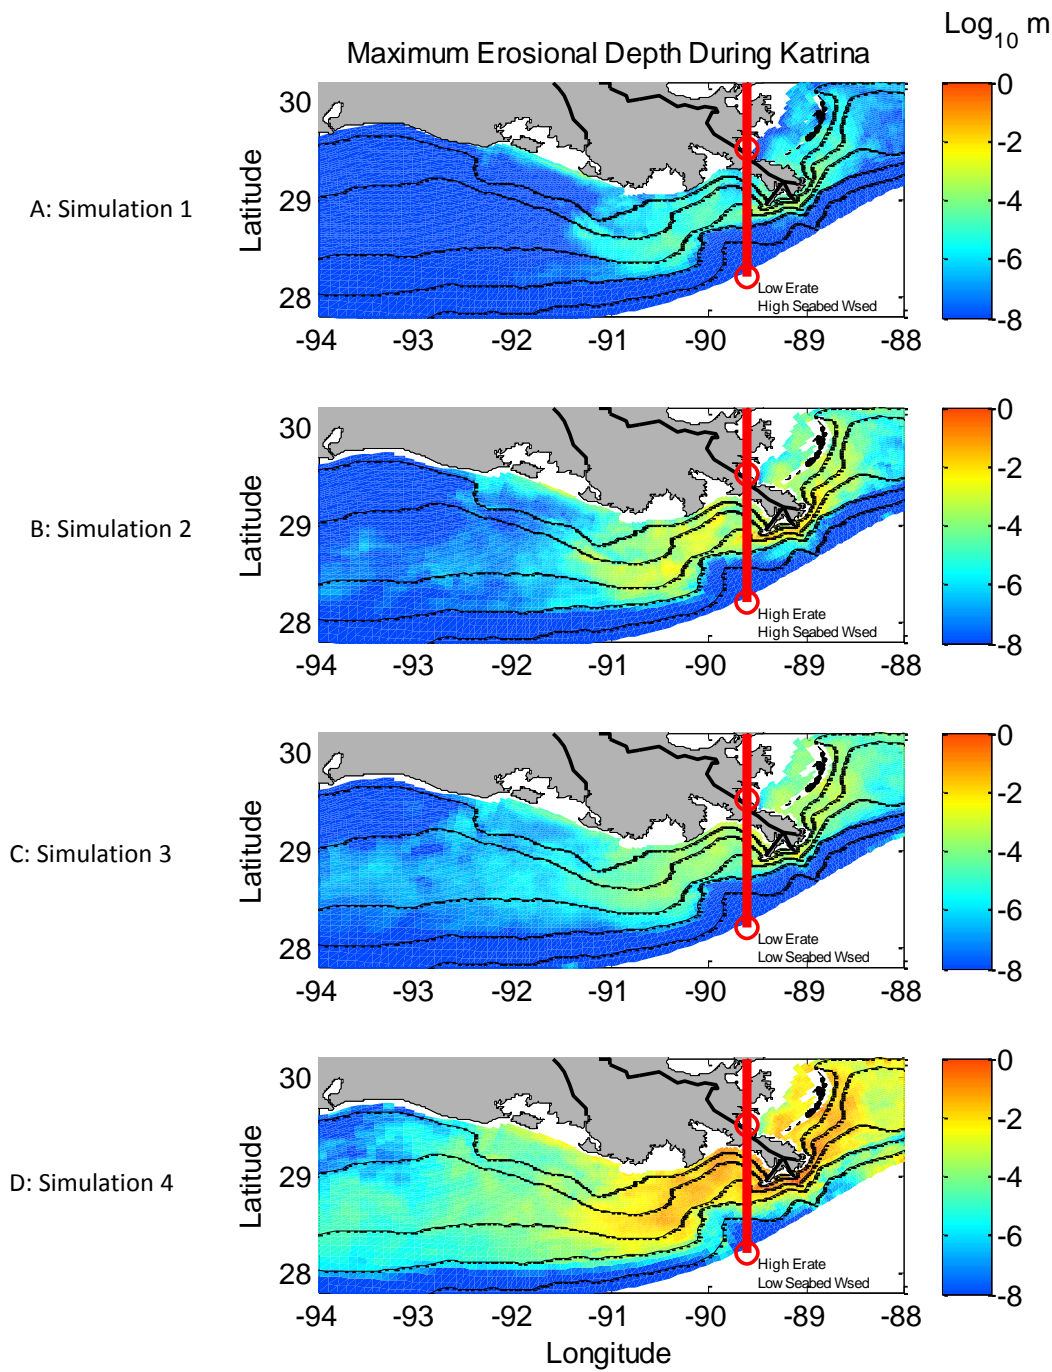 Log10 m
Maximum Erosional Depth During Katrina
A: Simulation 1
Latitude
30
29
28
Low Erate
High Seabed Wsed
-94 -93 -92 -91 -90 -89 -88
0
-2
-4
-6
-8
B: Simulation 2
Latitude
30
29
28
High Erate
High Seabed Wsed
-94 -93 -92 -91 -90 -89 -88
0
-2
-4
-6
-8
C: Simulation 3
Latitude
30
29
28
Low Erate
Low Seabed Wsed
-94 -93 -92 -91 -90 -89 -88
0
-2
-4
-6
-8
D: Simulation 4
Latitude
30
29
28
High Erate
Low Seabed Wsed
-94 -93 -92 -91 -90 -89 -88
Longitude
0
-2
-4
-6
-8